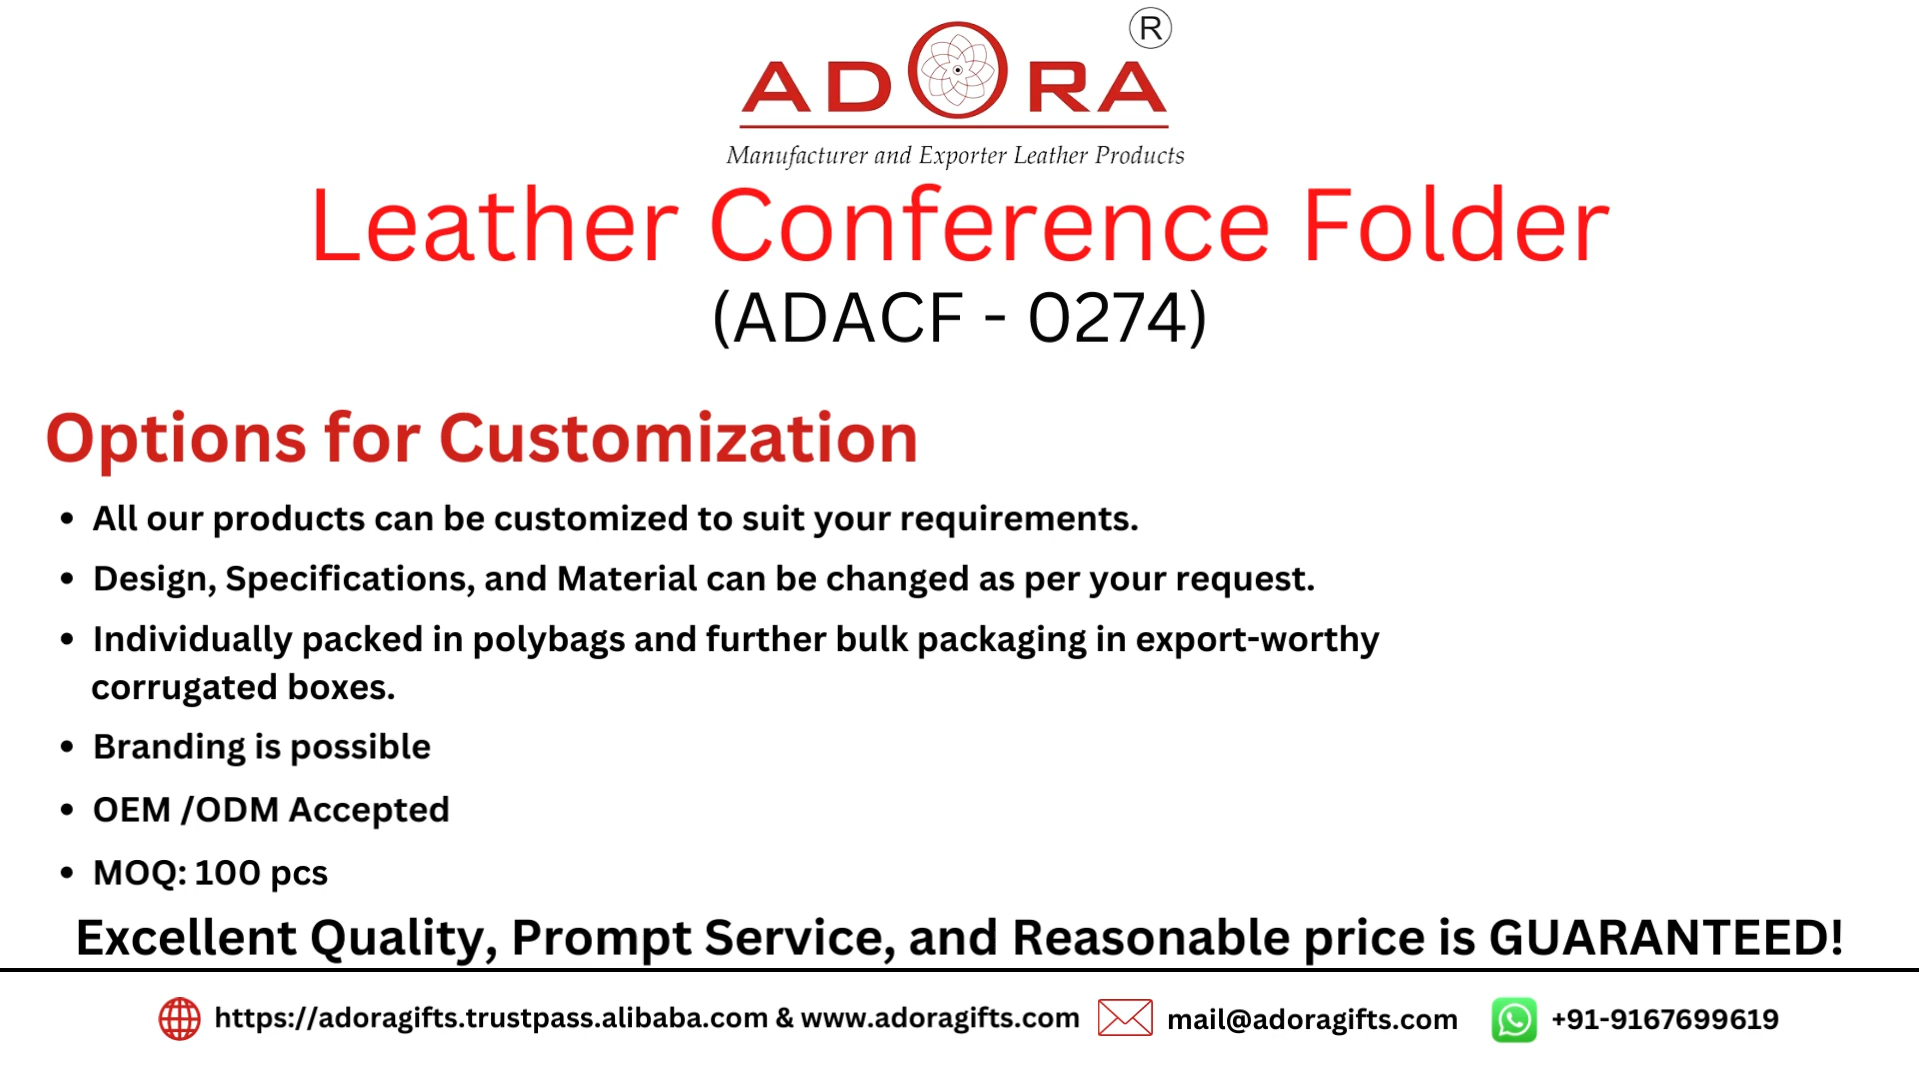 ADORA
®
Manufacturer and Exporter Leather Products
Leather Conference Folder
(ADACF - 0274)
Options for Customization
• All our products can be customized to suit your requirements.
• Design, Specifications, and Material can be changed as per your request.
• Individually packed in polybags and further bulk packaging in export-worthy
corrugated boxes.
• Branding is possible
• OEM /ODM Accepted
• MOQ: 100 pcs
Excellent Quality, Prompt Service, and Reasonable price is GUARANTEED!
https://adoragifts.trustpass.alibaba.com & www.adoragifts.com mail@adoragifts.com +91-9167699619